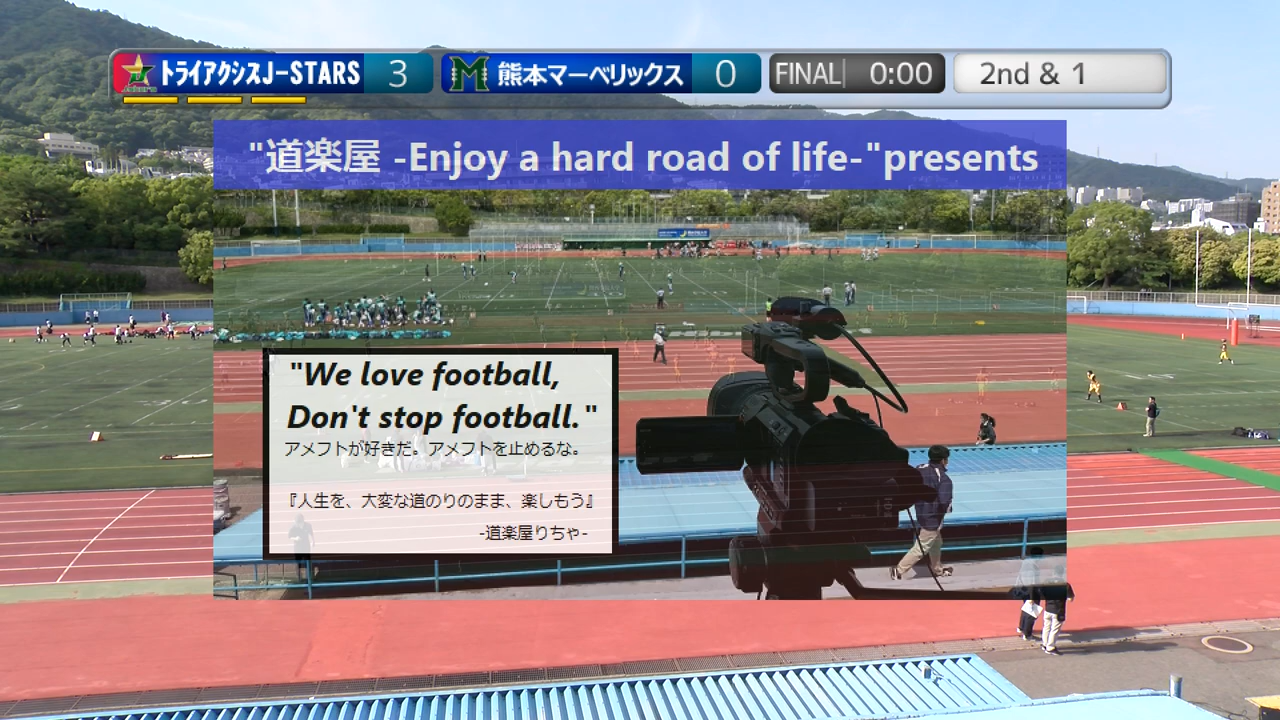 トライアクシスJ-STARS 3 熊本マーベリックス 0 FINAL 0:00 2nd & 1
"道楽屋 -Enjoy a hard road of life-"presents
"We love football,
Don't stop football."
アメフトが好きだ。アメフトを止めるな。
『人生を、大変な道のりのまま、楽しもう』
-道楽屋りちゃ-